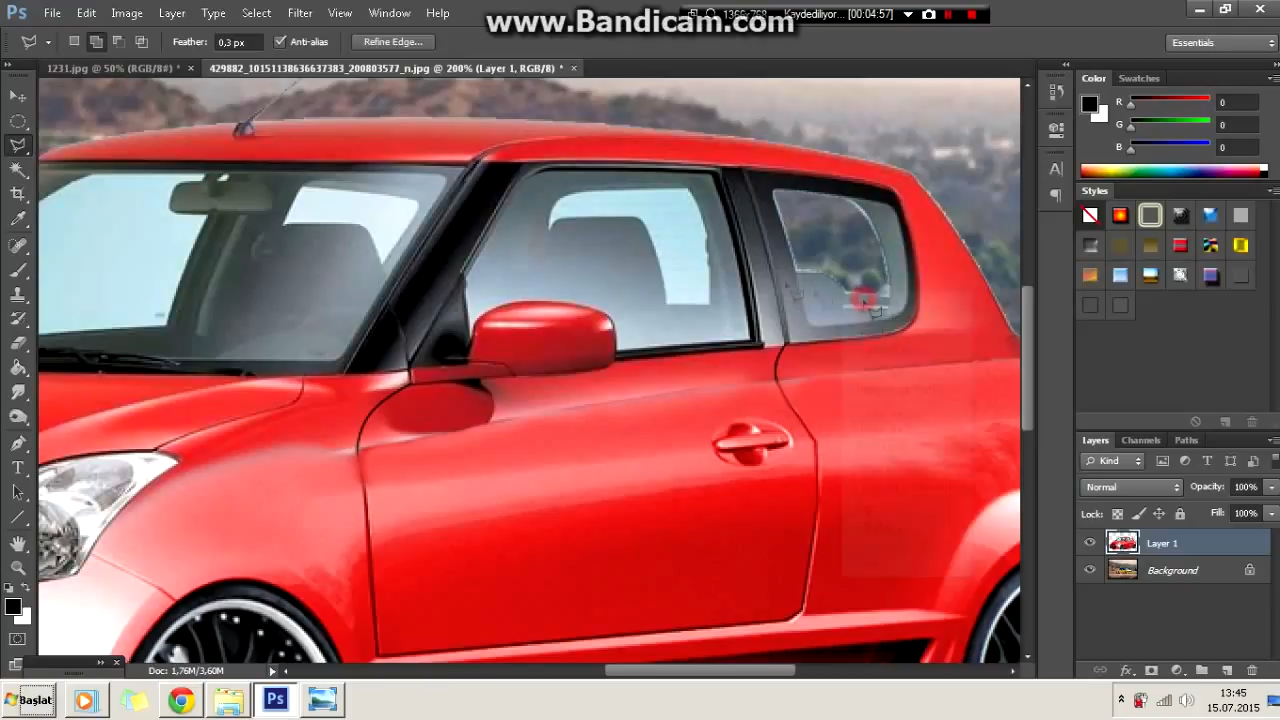 Ps File Edit Image Layer Type Select Filter View Window Help
www.Bandicam.com
1366x768 Kaydediliyor... [00:04:57]
Feather: 0,3 px Anti-alias Refine Edge... Essentials
1231.jpg @ 50% (RGB/8#) * × 429882_10151138636637383_200803577_n.jpg @ 200% (Layer 1, RGB/8) * ×
Color Swatches
R 0
G 0
B 0
Styles
Layers Channels Paths
Kind
Normal Opacity: 100%
Lock: Fill: 100%
Layer 1
Background
Doc: 1,76M/3,60M
Başlat Ps
13:45
15.07.2015